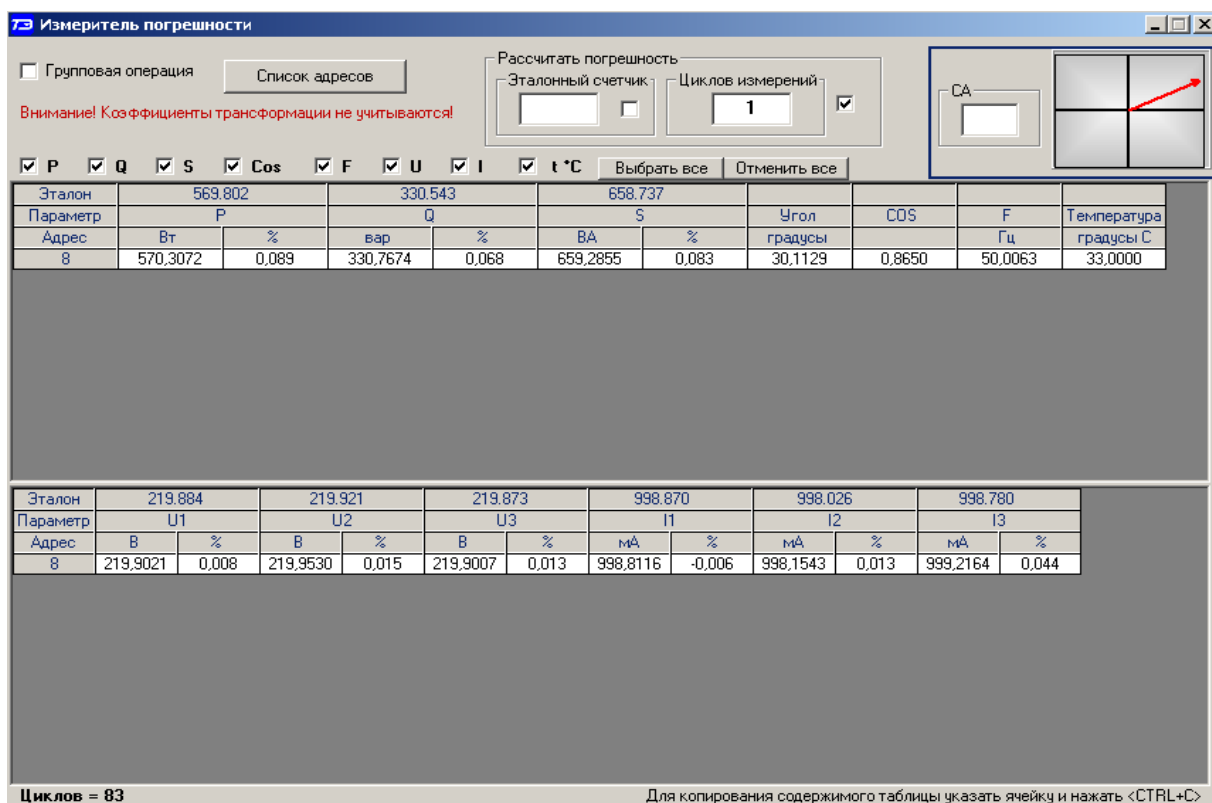 ТЭ Измеритель погрешности
Групповая операция
Список адресов
Рассчитать погрешность
Эталонный счетчик
Циклов измерений
1
СА
Внимание! Коэффициенты трансформации не учитываются!
P Q S Cos F U I t °C Выбрать все Отменить все
Эталон 569.802 330.543 658.737
Параметр P Q S Угол COS F Температура
Адрес Вт % вар % ВА % градусы Гц градусы С
8 570,3072 0,089 330,7674 0,068 659,2855 0,083 30,1129 0,8650 50,0063 33,0000
Эталон 219.884 219.921 219.873 998.870 998.026 998.780
Параметр U1 U2 U3 I1 I2 I3
Адрес В % В % В % мА % мА % мА %
8 219,9021 0,008 219,9530 0,015 219,9007 0,013 998,8116 -0,006 998,1543 0,013 999,2164 0,044
Циклов = 83 Для копирования содержимого таблицы указать ячейку и нажать <CTRL+C>